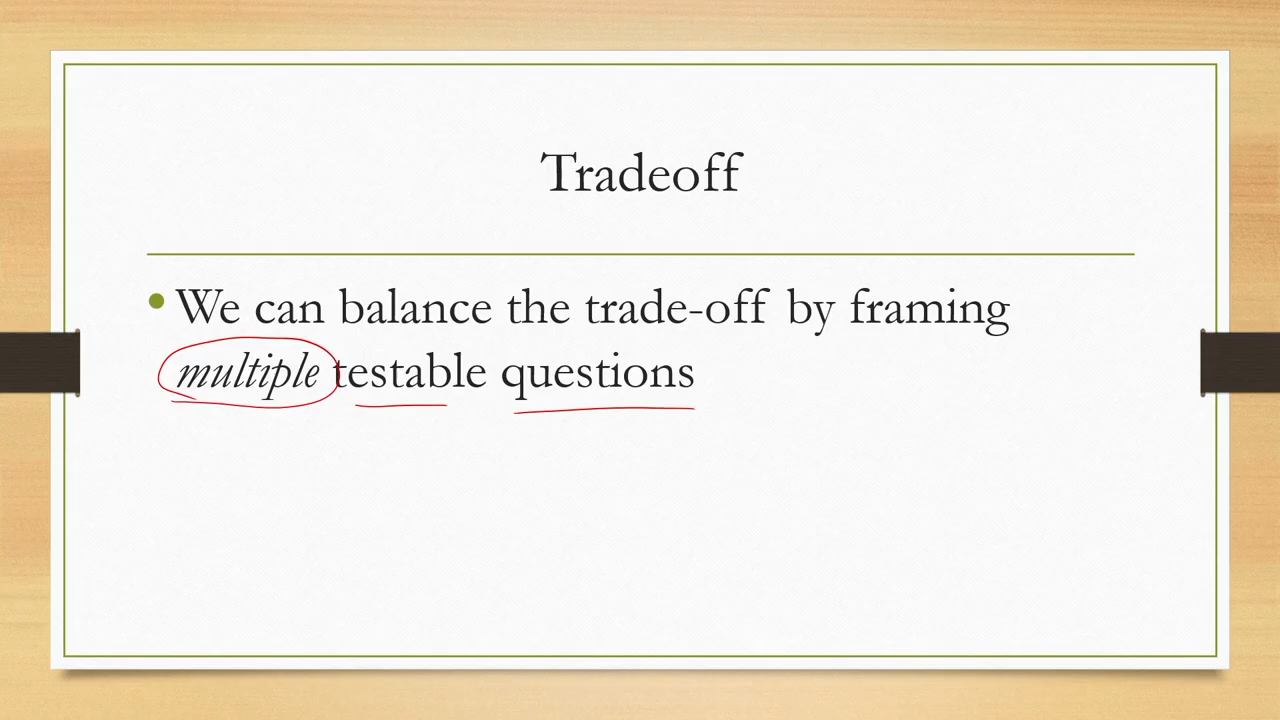 Tradeoff
• We can balance the trade-off by framing
multiple testable questions